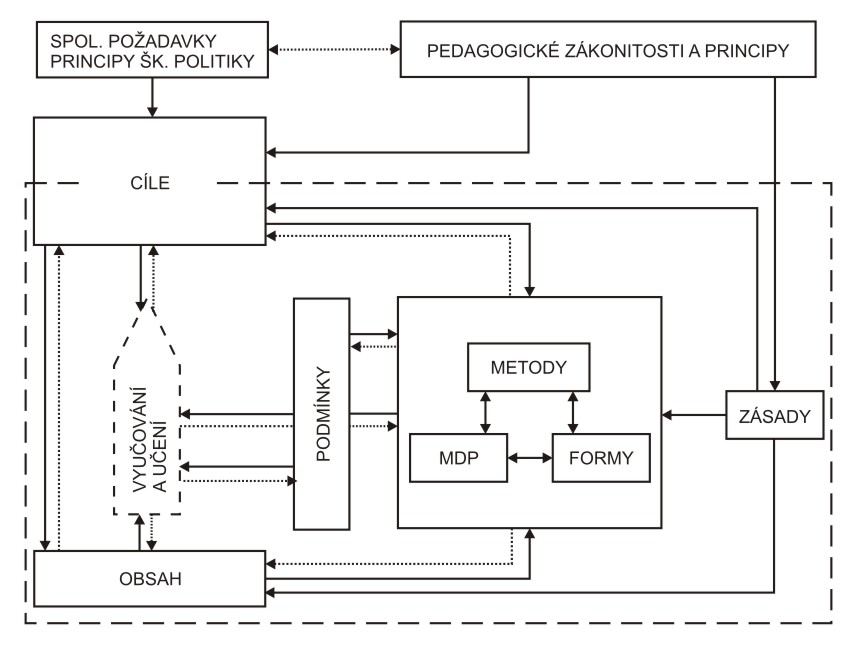 SPOL. POŽADAVKY
PRINCIPY ŠK. POLITIKY
PEDAGOGICKÉ ZÁKONITOSTI A PRINCIPY
CÍLE
METODY
MDP
FORMY
ZÁSADY
PODMÍNKY
VYUČOVÁNÍ
A UČENÍ
OBSAH